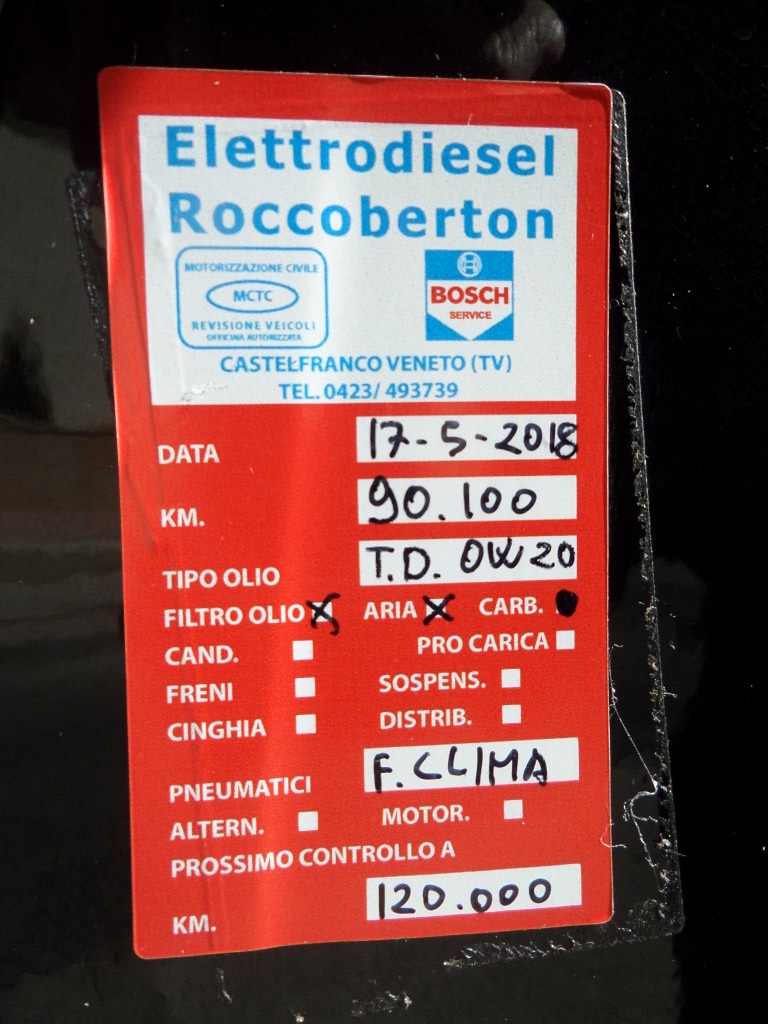 Elettrodiesel
Roccoberton
MOTORIZZAZIONE CIVILE
MCTC
REVISIONE VEICOLI
OFFICINA AUTORIZZATA
BOSCH
SERVICE
CASTELFRANCO VENETO (TV)
TEL. 0423/ 493739
DATA 17-5-2018
KM. 90.100
TIPO OLIO T.D. 0W20
FILTRO OLIO X ARIA X CARB.
CAND. PRO CARICA
FRENI SOSPENS.
CINGHIA DISTRIB.
PNEUMATICI F. CLIMA
ALTERN. MOTOR.
PROSSIMO CONTROLLO A
KM. 120.000